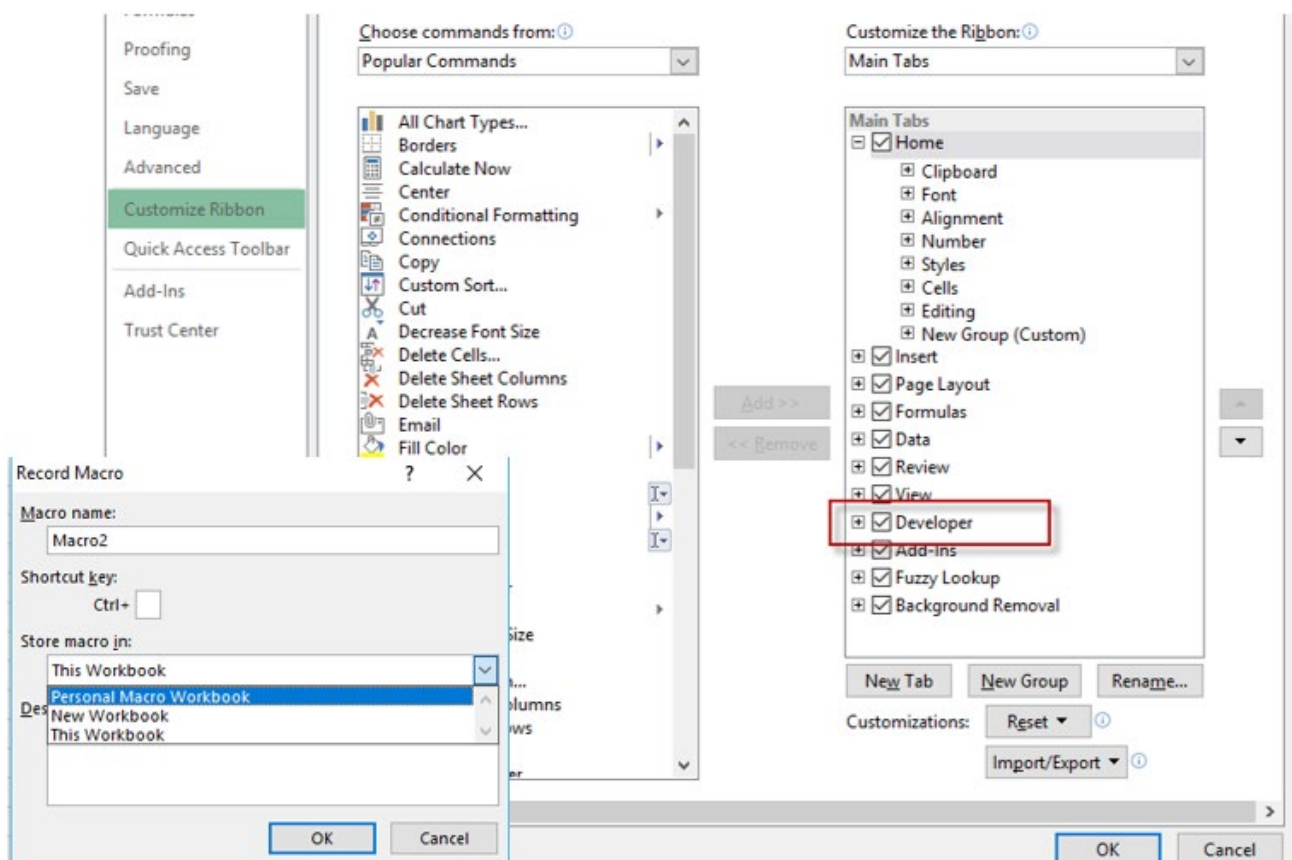 Proofing
Save
Language
Advanced
Customize Ribbon
Quick Access Toolbar
Add-Ins
Trust Center
Choose commands from:
Popular Commands
All Chart Types...
Borders
Calculate Now
Center
Conditional Formatting
Connections
Copy
Custom Sort...
Cut
Decrease Font Size
Delete Cells...
Delete Sheet Columns
Delete Sheet Rows
Email
Fill Color
Add >>
<< Remove
Customize the Ribbon:
Main Tabs
Main Tabs
Home
Clipboard
Font
Alignment
Number
Styles
Cells
Editing
New Group (Custom)
Insert
Page Layout
Formulas
Data
Review
View
Developer
Add-Ins
Fuzzy Lookup
Background Removal
New Tab New Group Rename...
Customizations: Reset
Import/Export
OK Cancel
Record Macro ?
Macro name:
Macro2
Shortcut key:
Ctrl+
Store macro in:
This Workbook
Personal Macro Workbook
New Workbook
This Workbook
OK Cancel